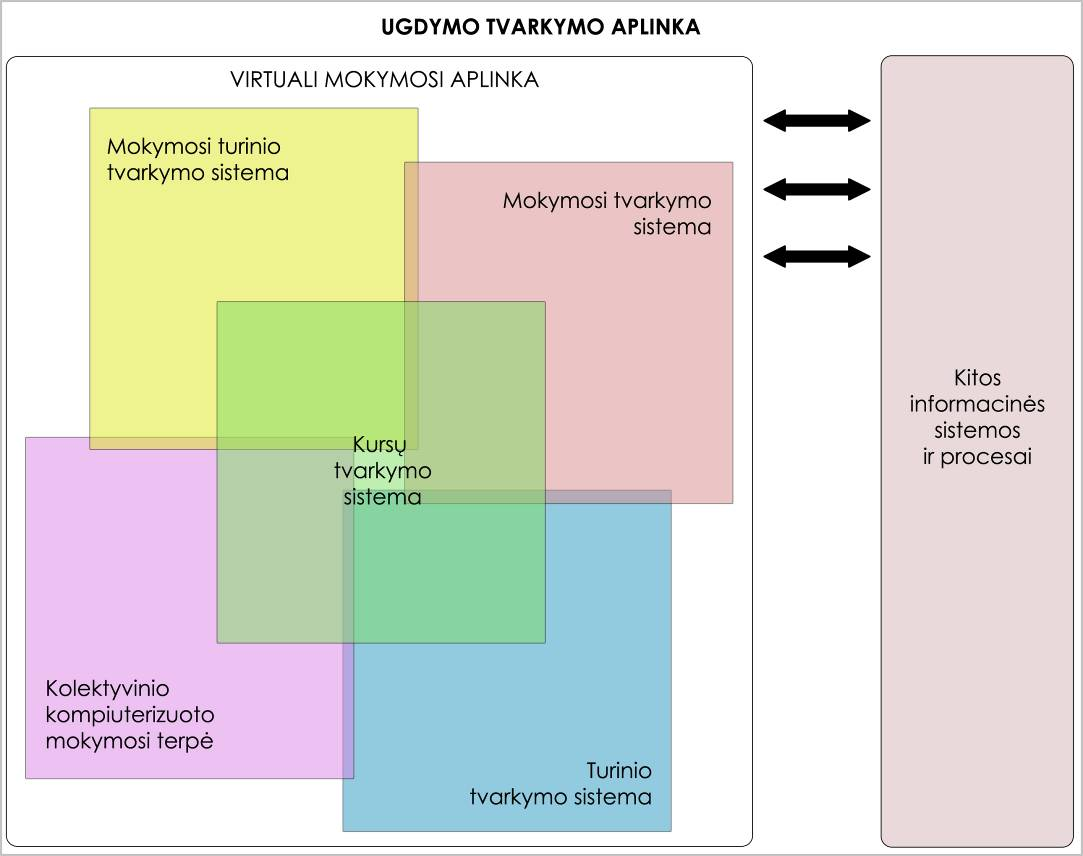 UGDYMO TVARKYMO APLINKA
VIRTUALI MOKYMOSI APLINKA
Mokymosi turinio
tvarkymo sistema
Mokymosi tvarkymo
sistema
Kursų
tvarkymo
sistema
Kolektyvinio
kompiuterizuoto
mokymosi terpė
Turinio
tvarkymo sistema
Kitos
informacinės
sistemos
ir procesai